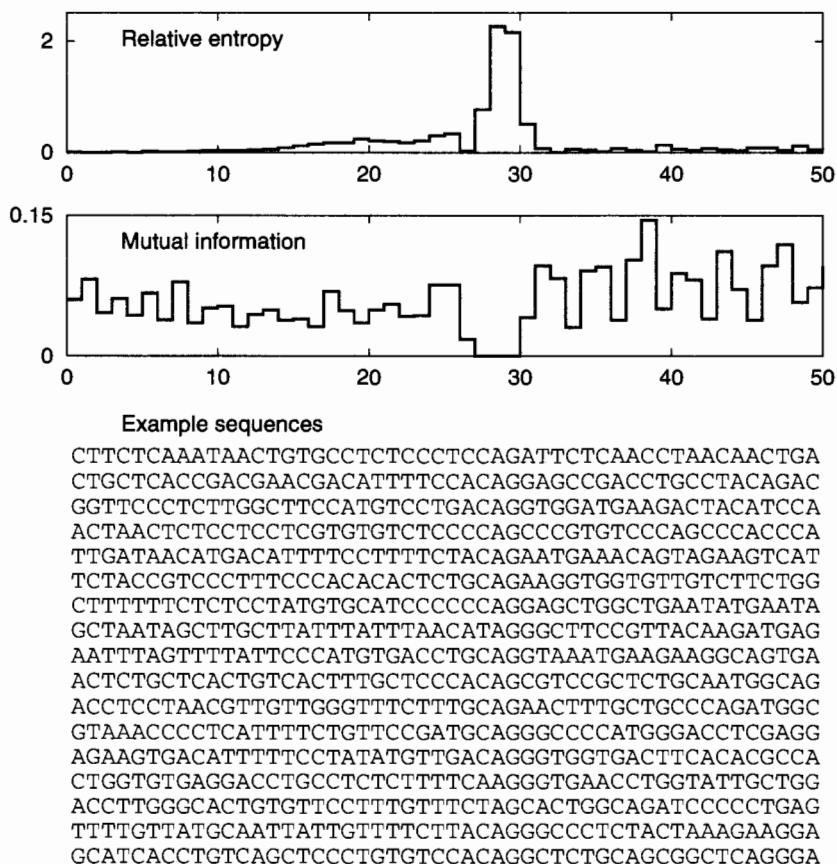 Relative entropy
2
0
0 10 20 30 40 50
0.15
Mutual information
0
0 10 20 30 40 50
Example sequences
CTTCTCAAATAACTGTGCCTCTCCCTCCAGATTCTCAACCTAACAACTGA
CTGCTCACCGACGAACGACATTTTCCACAGGAGCCGACCTGCCTACAGAC
GGTTCCCTCTTGGCTTCCATGTCCTGACAGGTGGATGAAGACTACATCCA
ACTAACTCTCCTCCTCGTGTGTCTCCCCAGCCCGTGTCCCAGCCCACCCA
TTGATAACATGACATTTTCCTTTTCTACAGAATGAAACAGTAGAAGTCAT
TCTACCGTCCCTTTCCCACACACTCTGCAGAAGGTGGTGTTGTCTTCTGG
CTTTTTTCTCTCCTATGTGCATCCCCCCAGGAGCTGGCTGAATATGAATA
GCTAATAGCTTGCTTATTTATTTAACATAGGGCTTCCGTTACAAGATGAG
AATTTAGTTTTATTCCCATGTGACCTGCAGGTAAATGAAGAAGGCAGTGA
ACTCTGCTCACTGTCACTTTGCTCCCACAGCGTCCGCTCTGCAATGGCAG
ACCTCCTAACGTTGTTGGGTTTCTTTGCAGAACTTTGCTGCCCAGATGGC
GTAAACCCCTCATTTTCTGTTCCGATGCAGGGCCCCATGGGACCTCGAGG
AGAAGTGACATTTTTCCTATATGTTGACAGGGTGGTGACTTCACACGCCA
CTGGTGTGAGGACCTGCCTCTCTTTTCAAGGGTGAACCTGGTATTGCTGG
ACCTTGGGCACTGTGTTCCTTTGTTTCTAGCACTGGCAGATCCCCCTGAG
TTTTGTTATGCAATTATTGTTTTCTTACAGGGCCCTCTACTAAAGAAGGA
GCATCACCTGTCAGCTCCCTGTGTCCACAGGCTCTGCAGCGGCTCAGGGA